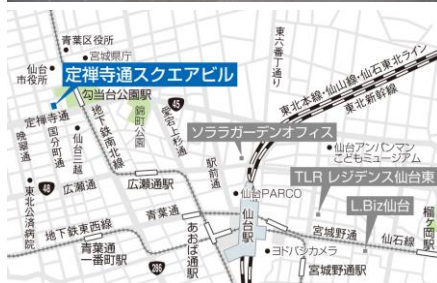 青葉区役所
宮城県庁
仙台
市役所
定禅寺通スクエアビル
勾当台公園駅
定禅寺通
晩翠通
国分町通
仙台三越
地下鉄南北線
錦町公園
45
愛宕上杉通
東六番丁通り
東北本線・仙山線・仙石東北ライン
東北新幹線
ソララガーデンオフィス
仙台アンパンマン
こどもミュージアム
駅前通
TLR レジデンス仙台東
48
広瀬通
広瀬通駅
仙台PARCO
L.Biz仙台
東北公済病院
青葉通
仙台駅
宮城野通
榴ヶ岡駅
地下鉄東西線
仙石線
青葉通
一番町駅
あおば通駅
ヨドバシカメラ
286
宮城野通駅